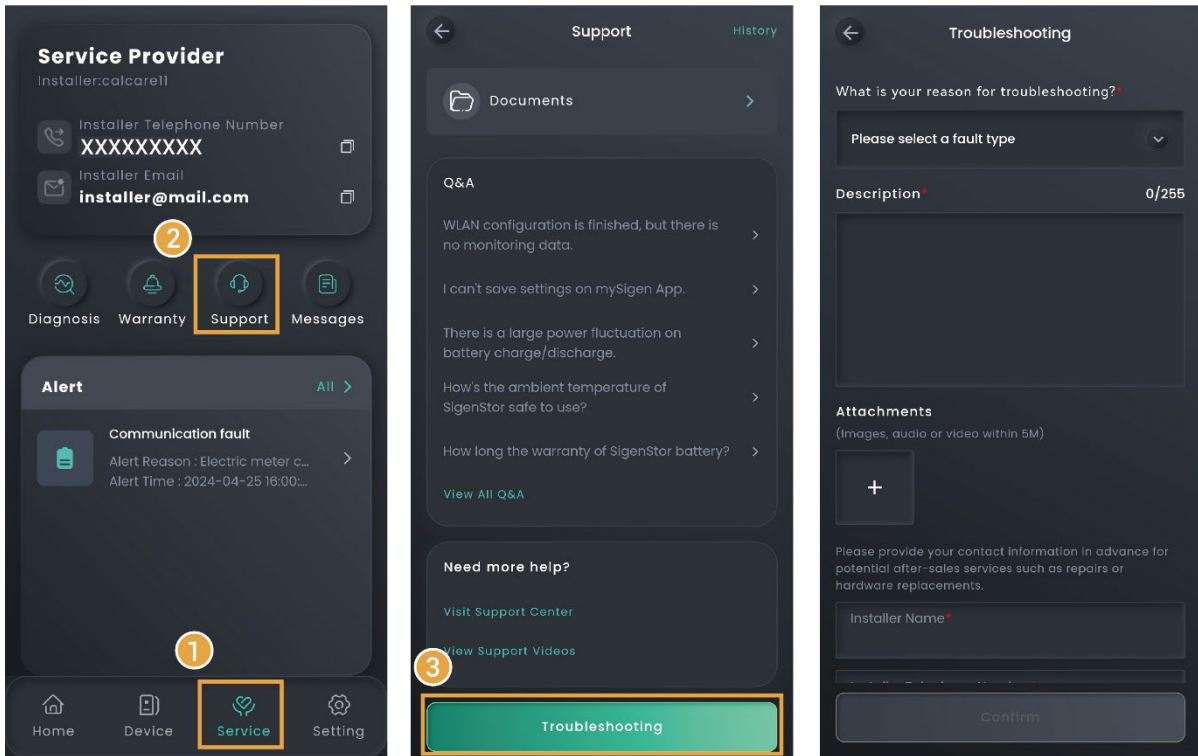 Service Provider
Installer:calcare11
Installer Telephone Number
XXXXXXXXX
Installer Email
installer@mail.com
2
Diagnosis
Warranty
Support
Messages
Alert
All >
Communication fault
Alert Reason : Electric meter c...
Alert Time : 2024-04-25 16:00:...
1
Home
Device
Service
Setting
Support
History
Documents
Q&A
WLAN configuration is finished, but there is
no monitoring data.
I can't save settings on mySigen App.
There is a large power fluctuation on
battery charge/discharge.
How's the ambient temperature of
SigenStor safe to use?
How long the warranty of SigenStor battery?
View All Q&A
Need more help?
Visit Support Center
View Support Videos
3
Troubleshooting
Troubleshooting
What is your reason for troubleshooting?*
Please select a fault type
Description*
0/255
Attachments
(Images, audio or video within 5M)
+
Please provide your contact information in advance for
potential after-sales services such as repairs or
hardware replacements.
Installer Name*
Confirm